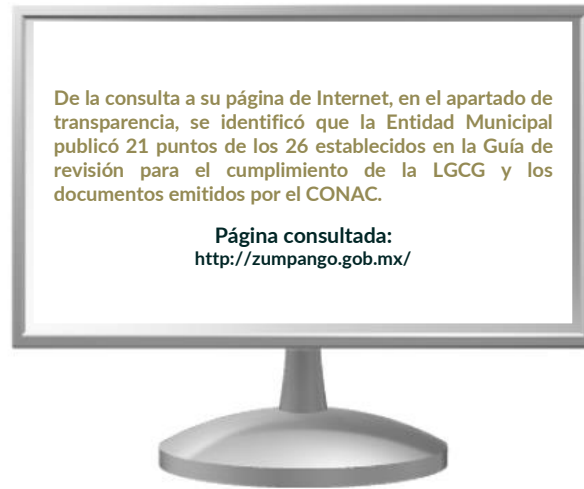 De la consulta a su página de Internet, en el apartado de
transparencia, se identificó que la Entidad Municipal
publicó 21 puntos de los 26 establecidos en la Guía de
revisión para el cumplimiento de la LGCG y los
documentos emitidos por el CONAC.
Página consultada:
http://zumpango.gob.mx/